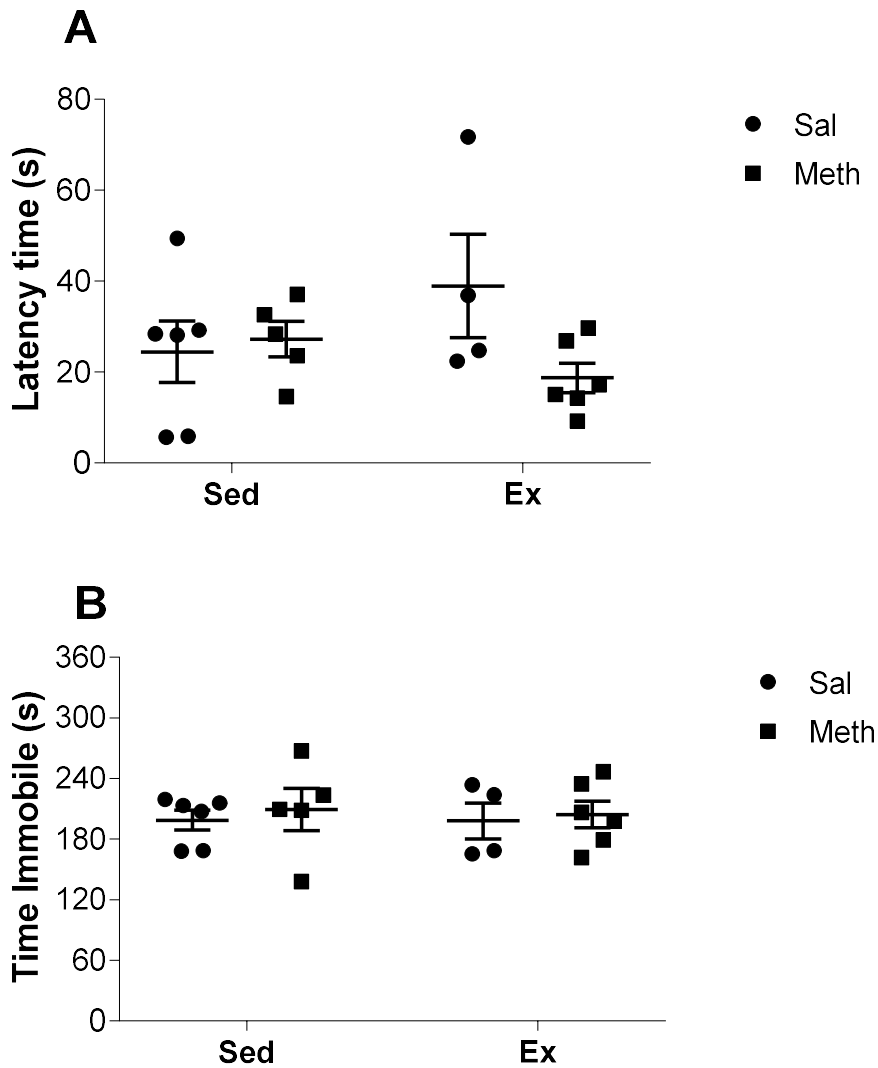 A
Latency time (s)
80
60
40
20
0
Sed
Ex
Sal
Meth
B
Time Immobile (s)
360
300
240
180
120
60
0
Sed
Ex
Sal
Meth